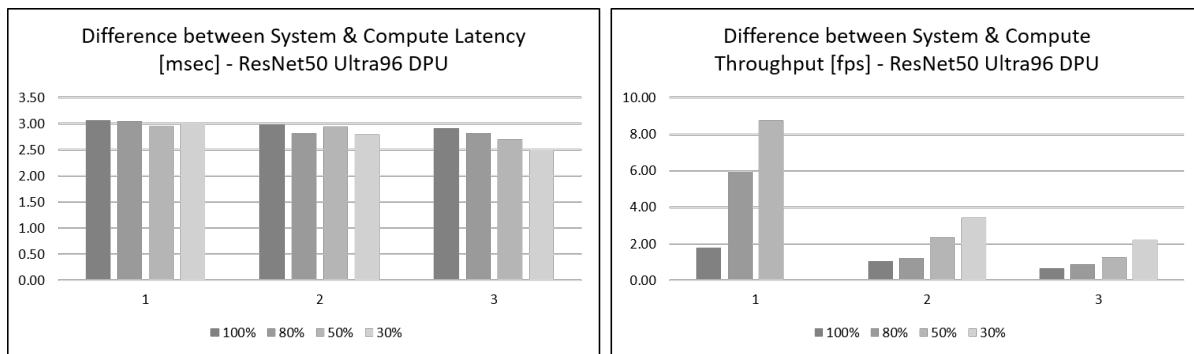 Difference between System & Compute Latency
[msec] - ResNet50 Ultra96 DPU
3.50
3.00
2.50
2.00
1.50
1.00
0.50
0.00
1 2 3
100% 80% 50% 30%
Difference between System & Compute
Throughput [fps] - ResNet50 Ultra96 DPU
10.00
8.00
6.00
4.00
2.00
0.00
1 2 3
100% 80% 50% 30%